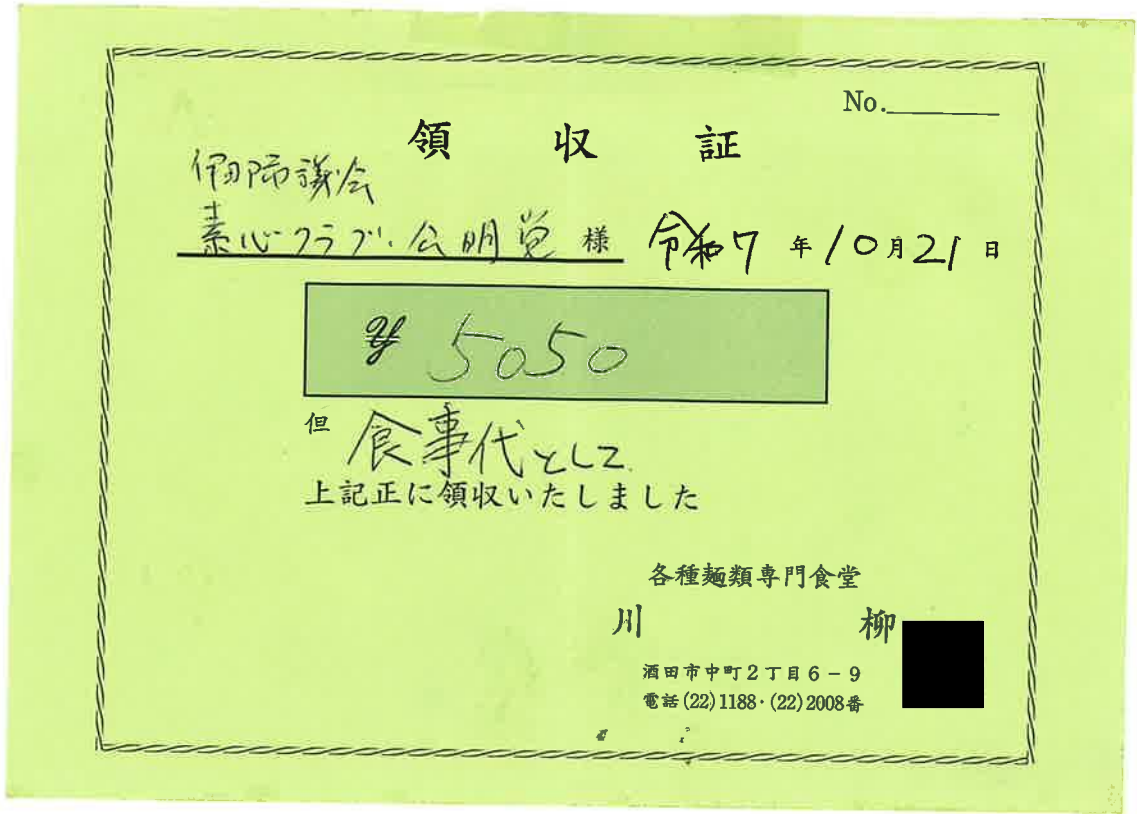 No.
領収証
市議会
素心クラブ・公明党 様 令和7年10月21日
¥ 5050
但 食事代として
上記正に領収いたしました
各種麺類専門食堂
川柳
酒田市中町2丁目6-9
電話(22)1188・(22)2008番